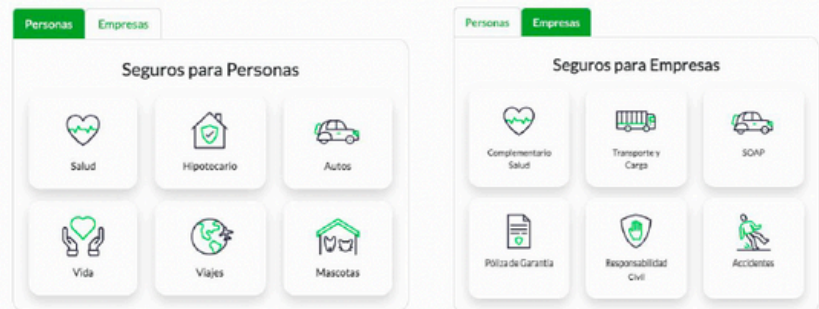 Personas Empresas
Seguros para Personas
Salud Hipotecario Autos
Vida Viajes Mascotas
Personas Empresas
Seguros para Empresas
Complementario
Salud
Transporte y
Carga
SOAP
Póliza de Garantía
Responsabilidad
Civil
Accidentes